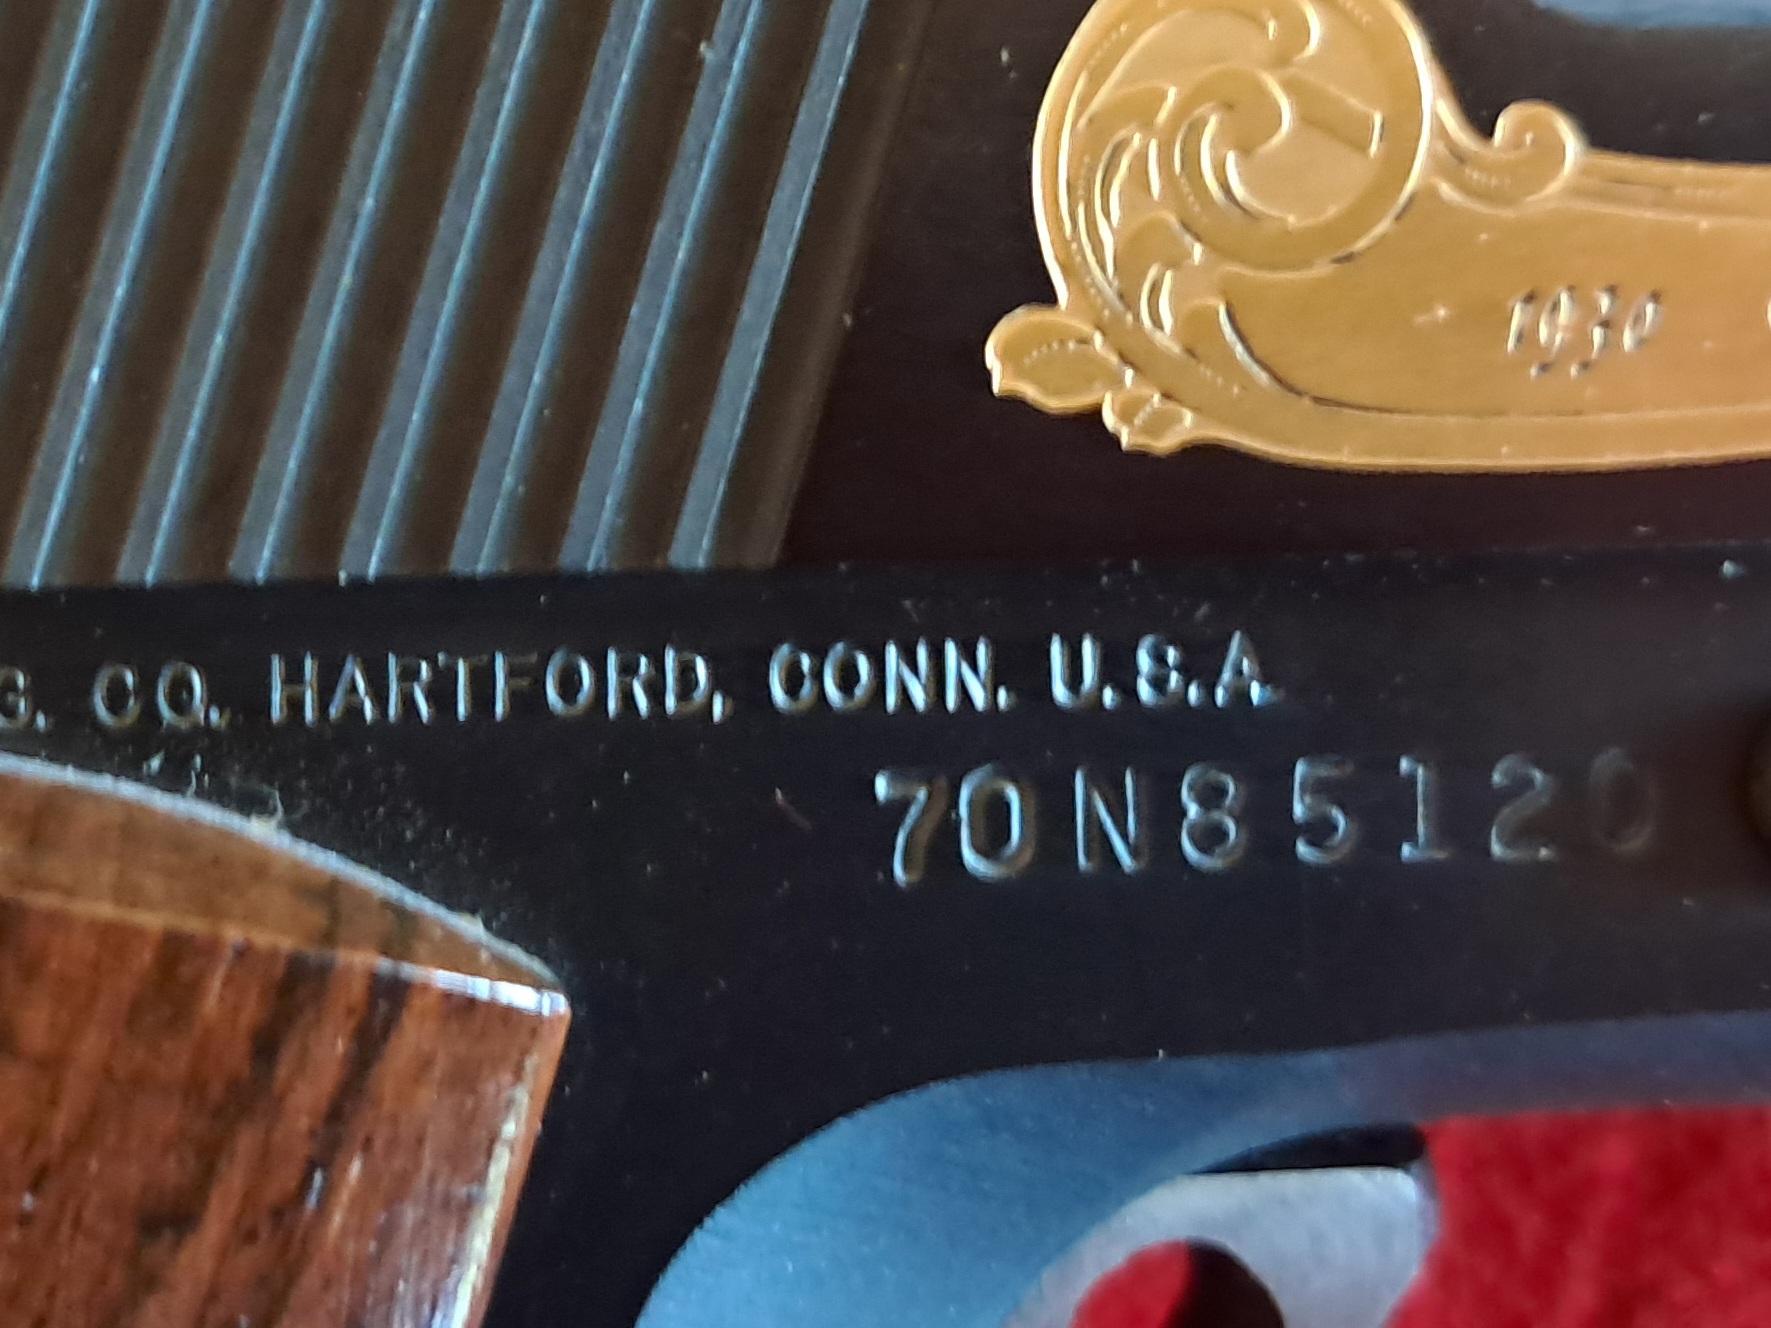 1930
G. CO. HARTFORD, CONN. U.S.A.
70N85120